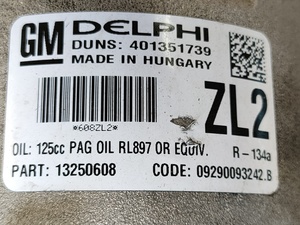 GM DELPHI
DUNS: 401351739
MADE IN HUNGARY
*608ZL2*
ZL2
OIL: 125cc PAG OIL RL897 OR EQUIV. R-134a
PART: 13250608 CODE: 09290093242.B